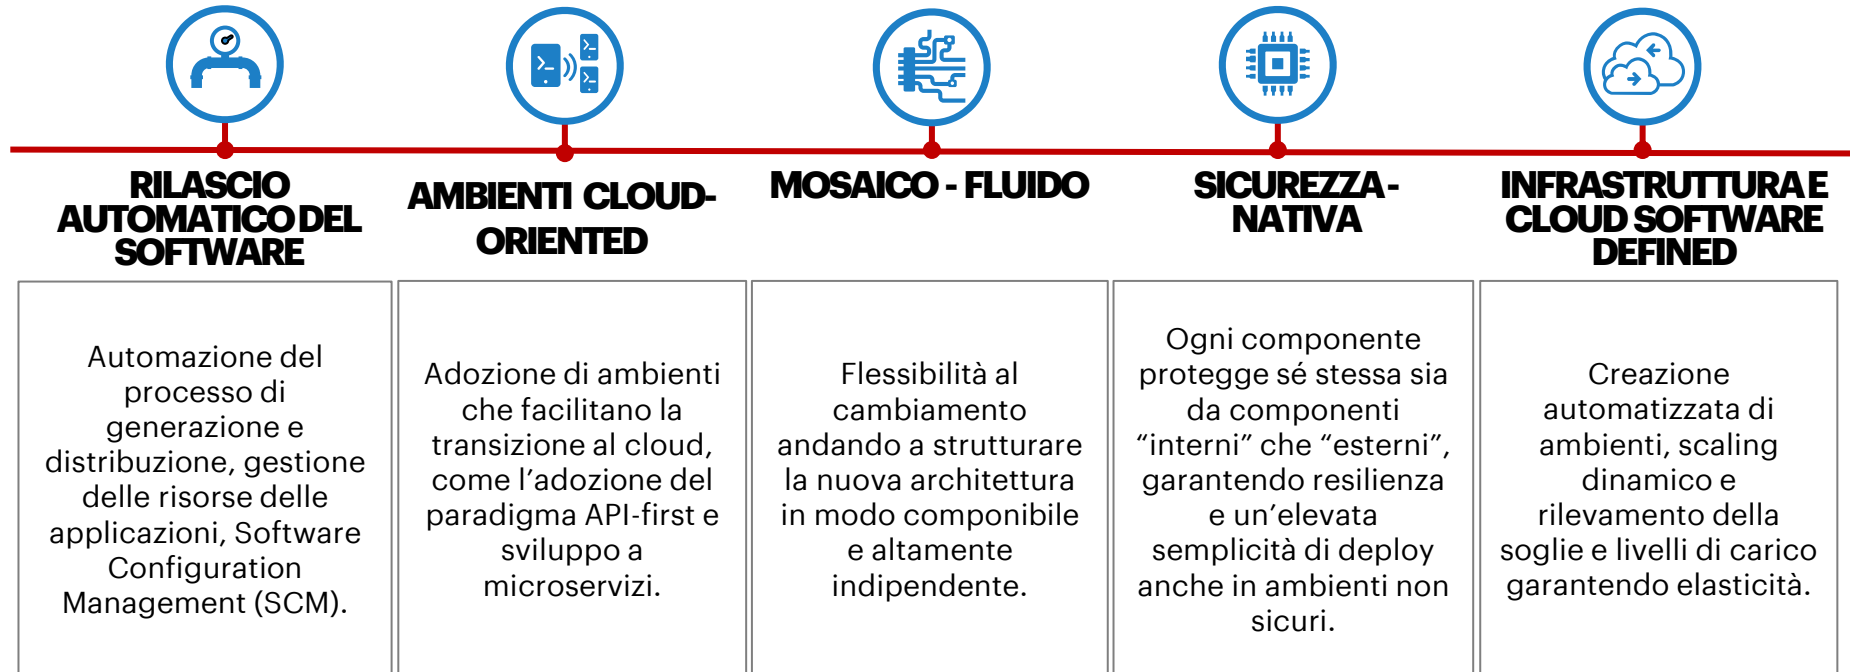 RILASCIO
AUTOMATICO DEL
SOFTWARE
AMBIENTI CLOUD-
ORIENTED
MOSAICO - FLUIDO
SICUREZZA -
NATIVA
INFRASTRUTTURA E
CLOUD SOFTWARE
DEFINED
Automazione del
processo di
generazione e
distribuzione, gestione
delle risorse delle
applicazioni, Software
Configuration
Management (SCM).
Adozione di ambienti
che facilitano la
transizione al cloud,
come l’adozione del
paradigma API-first e
sviluppo a
microservizi.
Flessibilità al
cambiamento
andando a strutturare
la nuova architettura
in modo componibile
e altamente
indipendente.
Ogni componente
protegge sé stessa sia
da componenti
“interni” che “esterni”,
garantendo resilienza
e un’elevata
semplicità di deploy
anche in ambienti non
sicuri.
Creazione
automatizzata di
ambienti, scaling
dinamico e
rilevamento della
soglie e livelli di carico
garantendo elasticità.